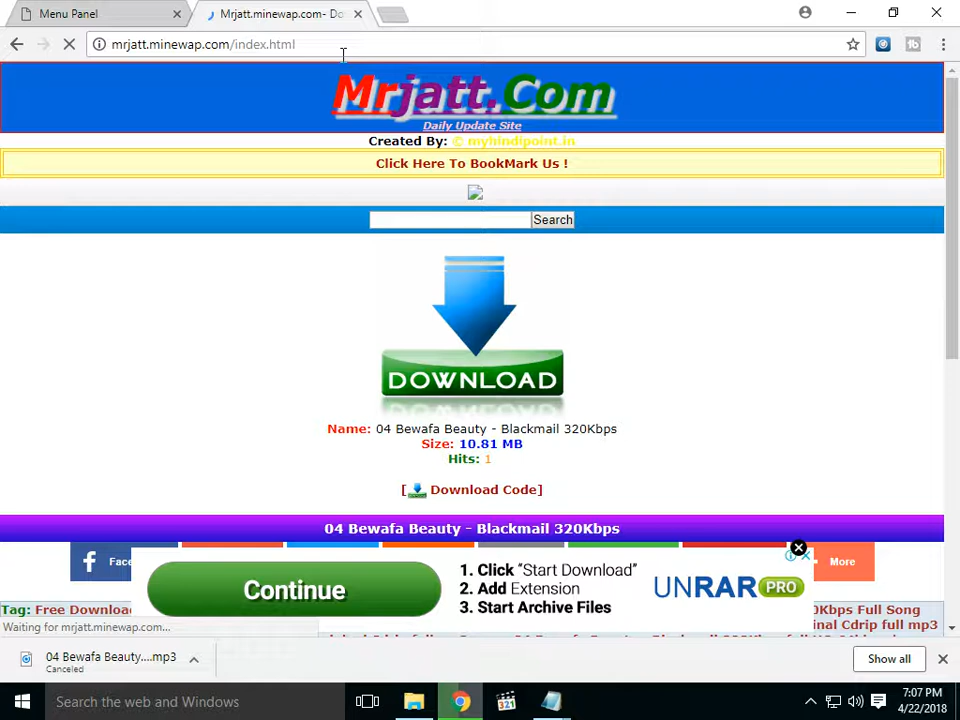 Menu Panel
Mrjatt.minewap.com- Do
mrjatt.minewap.com/index.html
Mrjatt.Com
Daily Update Site
Created By: © myhindipoint.in
Click Here To BookMark Us !
Search
DOWNLOAD
Name: 04 Bewafa Beauty - Blackmail 320Kbps
Size: 10.81 MB
Hits: 1
[ Download Code]
04 Bewafa Beauty - Blackmail 320Kbps
f Face
More
Continue
1. Click “Start Download”
2. Add Extension
3. Start Archive Files
UNRAR PRO
Tag: Free Download
0Kbps Full Song
inal Cdrip full mp3
Waiting for mrjatt.minewap.com...
04 Bewafa Beauty....mp3
Canceled
Show all
Search the web and Windows
321
7:07 PM
4/22/2018